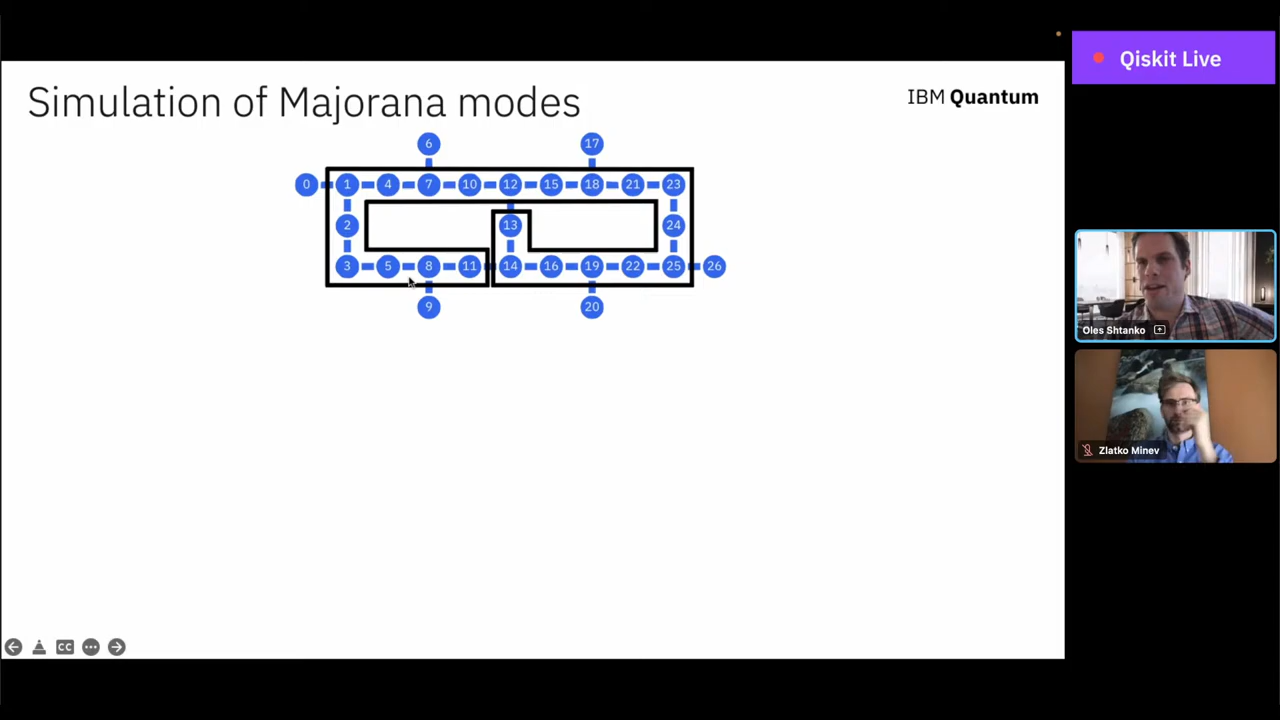 Qiskit Live
Simulation of Majorana modes
IBM Quantum
6 17
0 1 4 7 10 12 15 18 21 23
2 13 24
3 5 8 11 14 16 19 22 25 26
9 20
Oles Shtanko
Zlatko Minev
CC